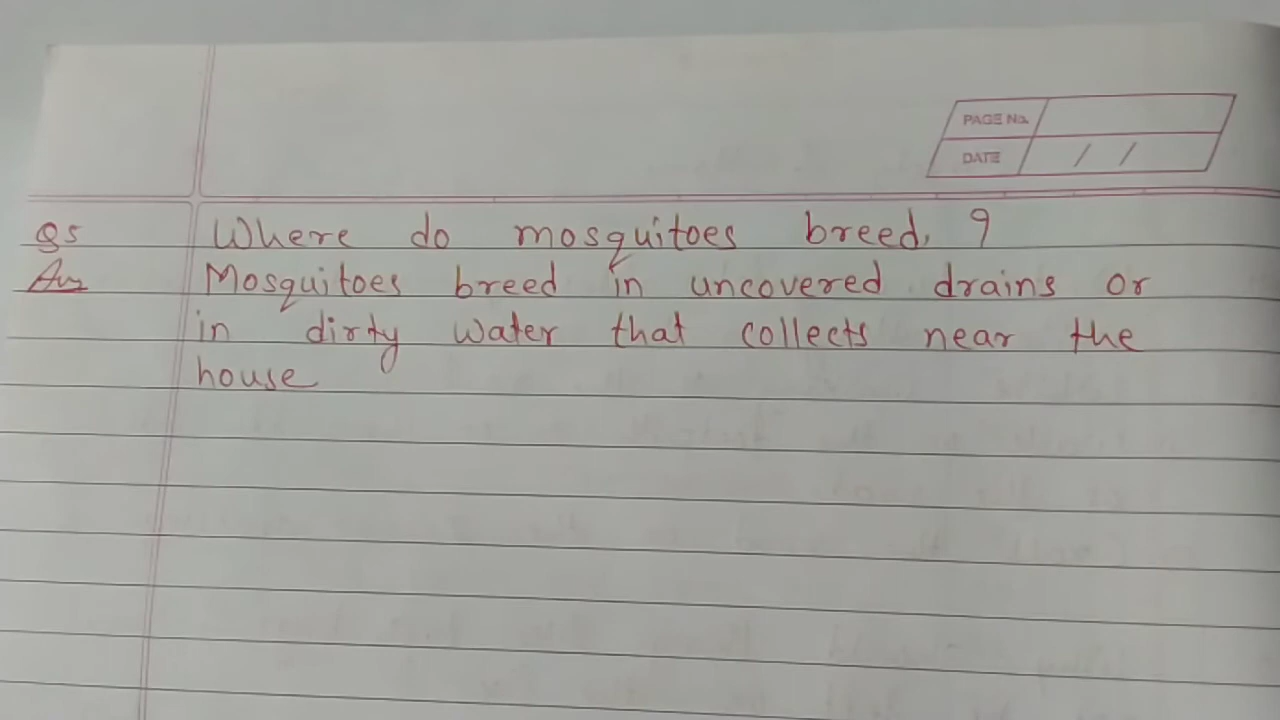 PAGE No.
DATE / /
Q5 Where do mosquitoes breed. ?
Ans Mosquitoes breed in uncovered drains or
in dirty water that collects near the
house